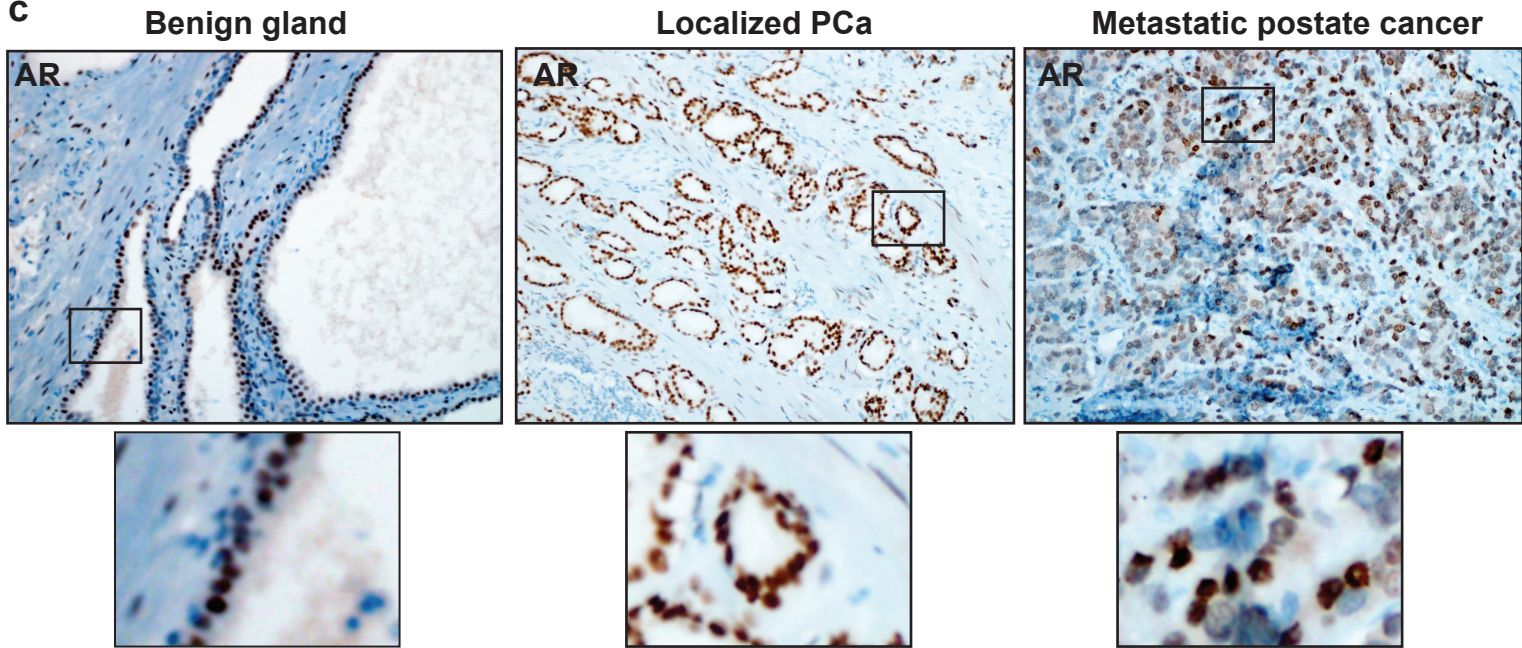 c
Benign gland
Localized PCa
Metastatic postate cancer
AR
AR
AR